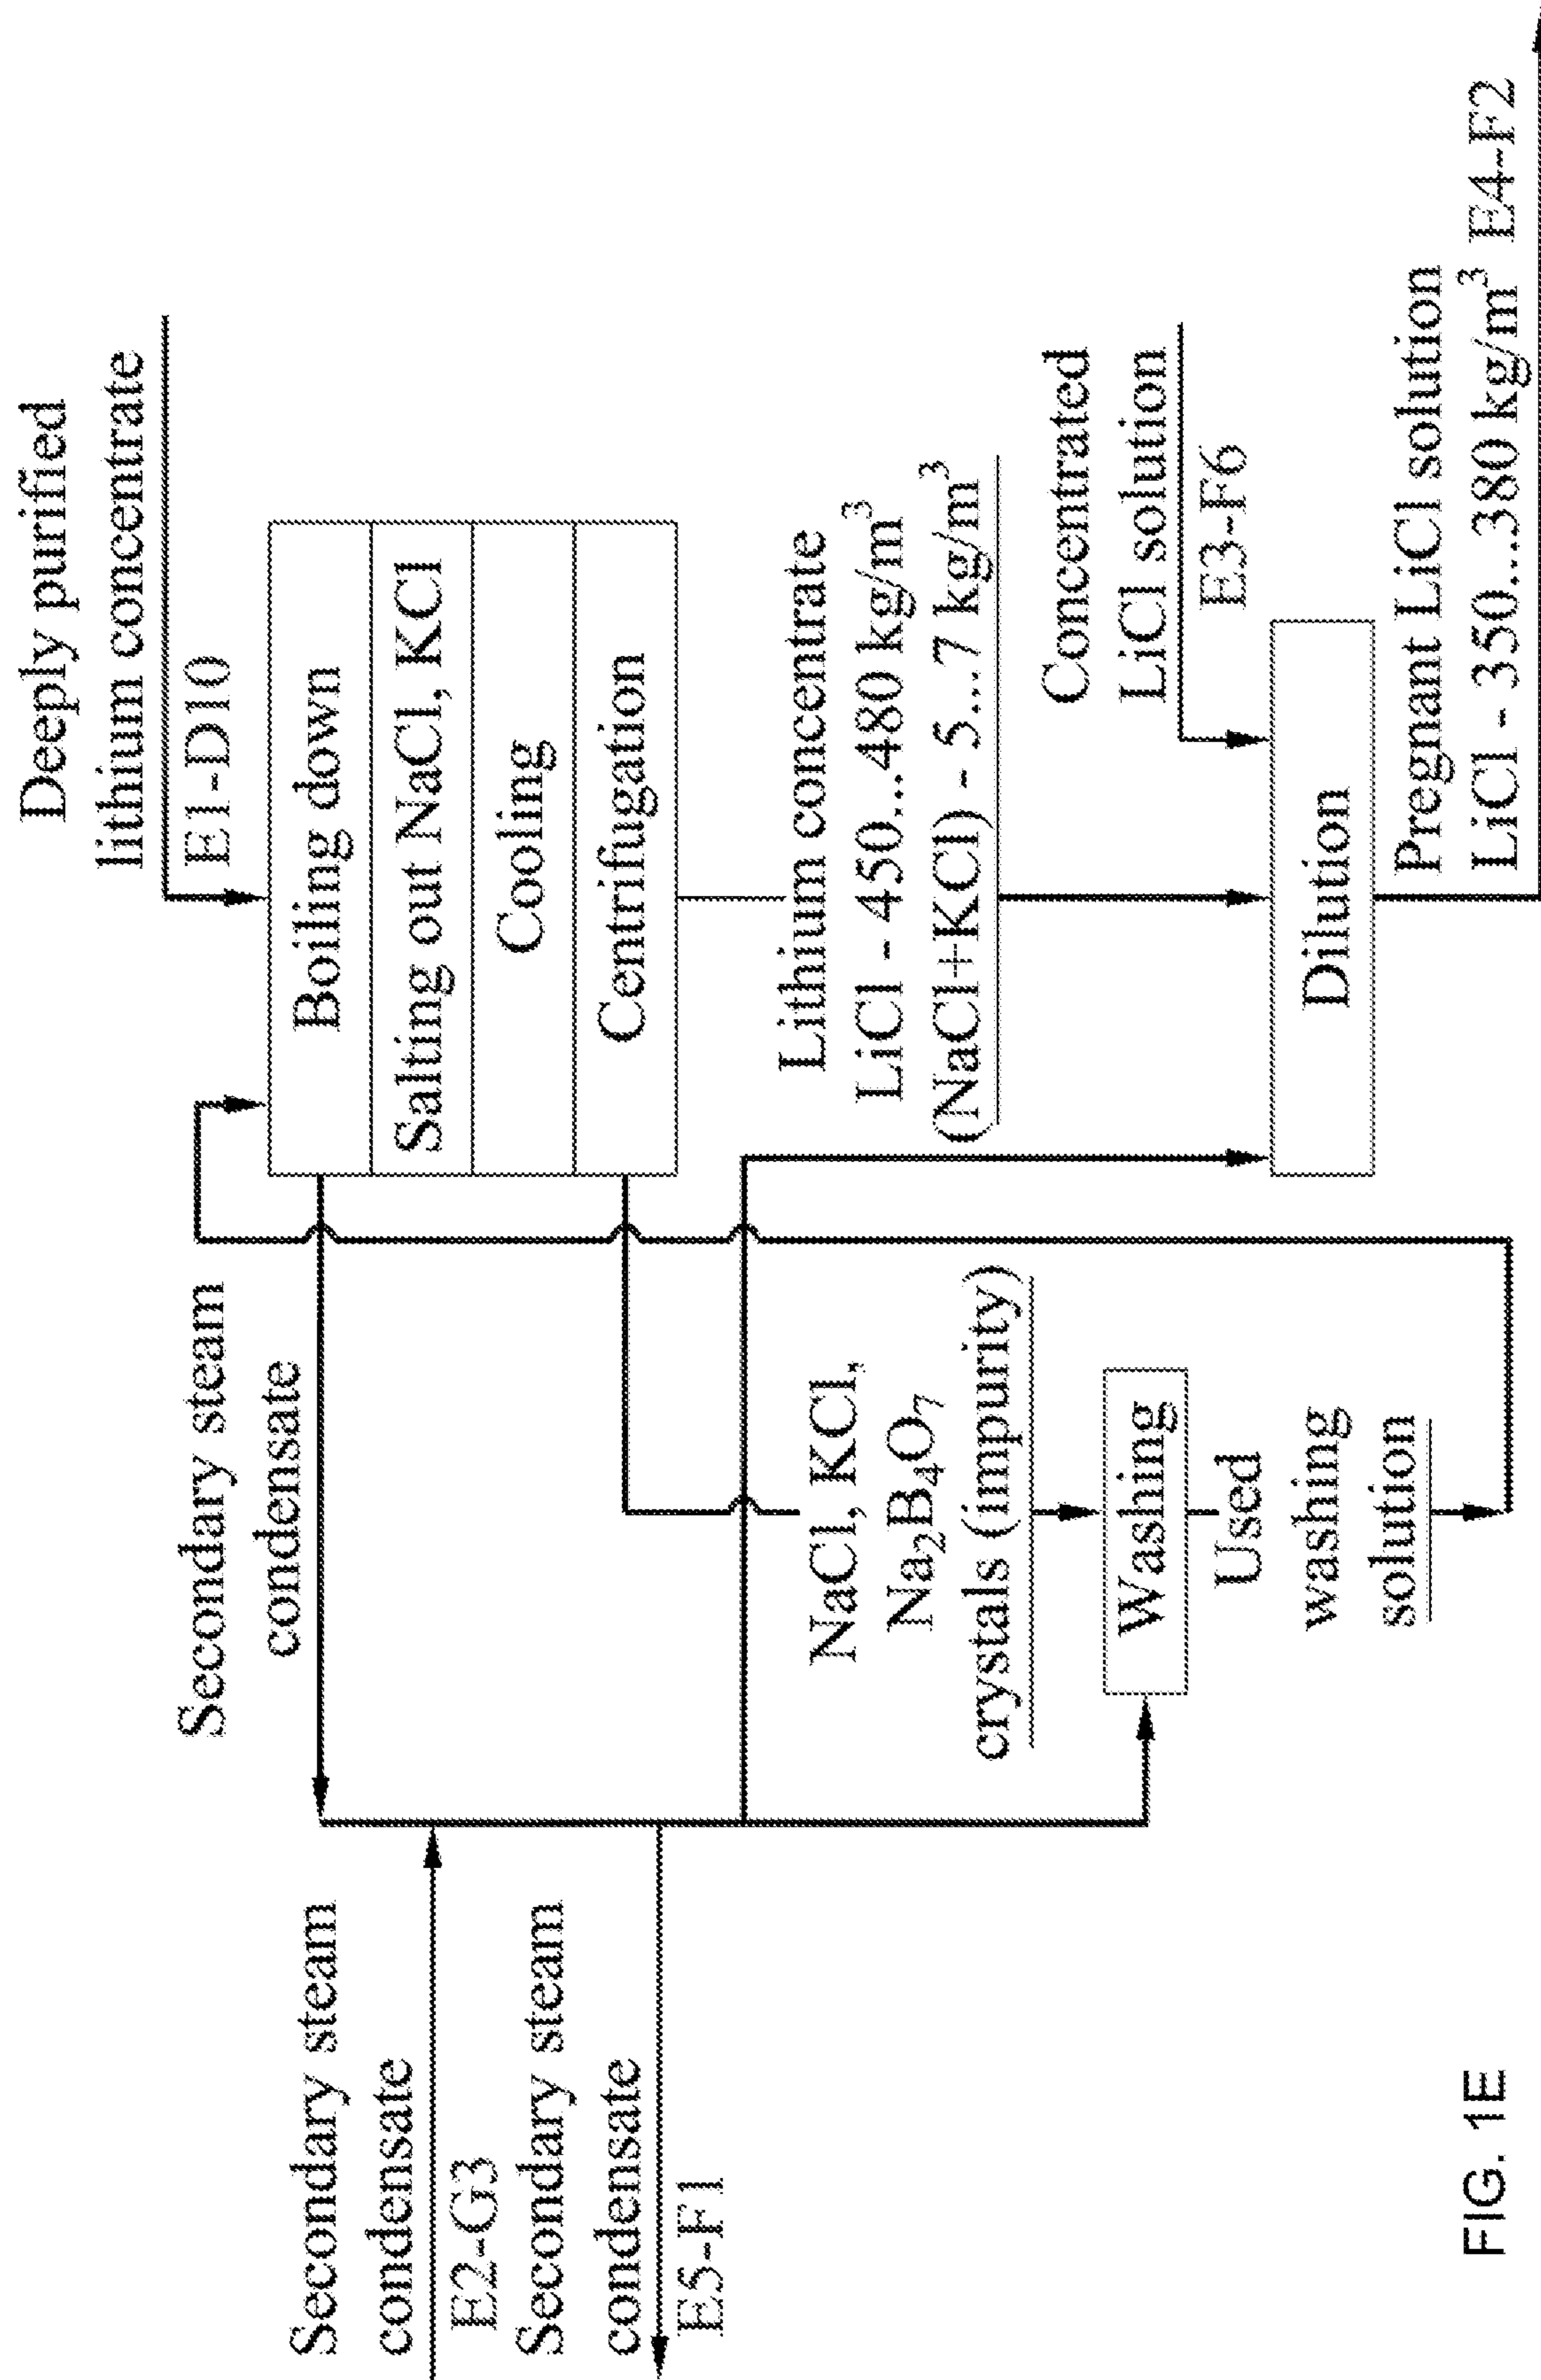 Deeply purified
lithium concentrate
E1-D10
Boiling down
Salting out NaCl, KCl
Cooling
Centrifugation
Secondary steam
condensate
Secondary steam
condensate
E2-G3
Secondary steam
condensate
E5-F1
Lithium concentrate
LiCl - 450...480 kg/m³
(NaCl+KCl) - 5...7 kg/m³
NaCl, KCl,
Na₂B₄O₇
crystals (impurity)
Washing
Used
washing
solution
Concentrated
LiCl solution
E3-F6
Dilution
Pregnant LiCl solution
LiCl - 350...380 kg/m³ E4-F2
FIG. 1E